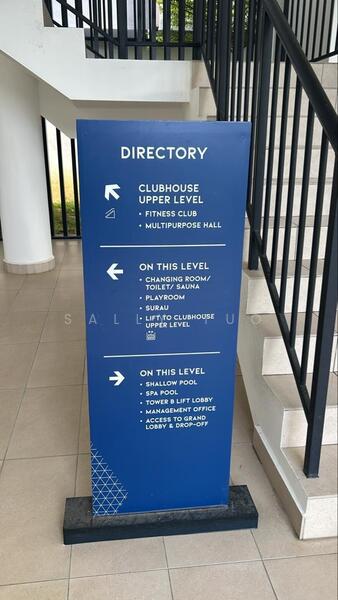 DIRECTORY
CLUBHOUSE
UPPER LEVEL
• FITNESS CLUB
• MULTIPURPOSE HALL
ON THIS LEVEL
• CHANGING ROOM/
TOILET/ SAUNA
• PLAYROOM
• SURAU
• LIFT TO CLUBHOUSE
UPPER LEVEL
ON THIS LEVEL
• SHALLOW POOL
• SPA POOL
• TOWER B LIFT LOBBY
• MANAGEMENT OFFICE
• ACCESS TO GRAND
LOBBY & DROP-OFF